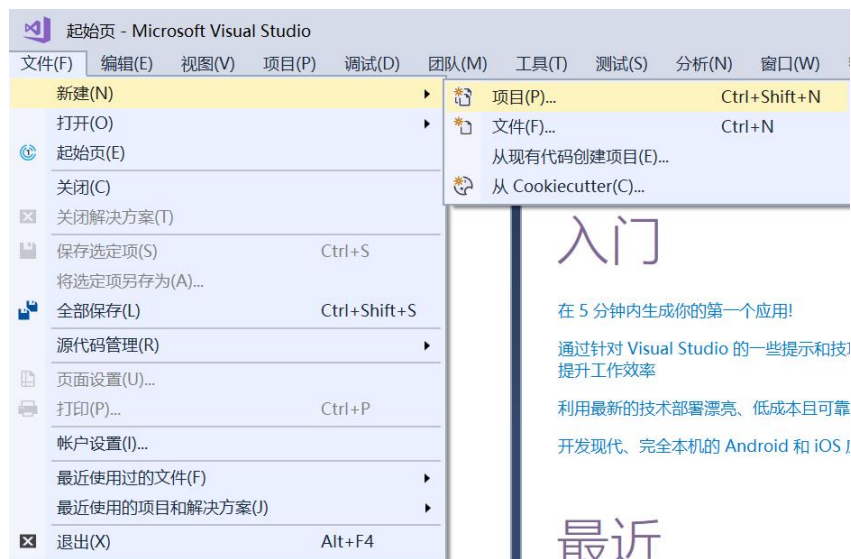 起始页 - Microsoft Visual Studio
文件(F) 编辑(E) 视图(V) 项目(P) 调试(D) 团队(M) 工具(T) 测试(S) 分析(N) 窗口(W)
新建(N)
项目(P)... Ctrl+Shift+N
打开(O)
文件(F)... Ctrl+N
起始页(E)
从现有代码创建项目(E)...
关闭(C)
从 Cookiecutter(C)...
关闭解决方案(T)
入门
保存选定项(S) Ctrl+S
将选定项另存为(A)...
全部保存(L) Ctrl+Shift+S
在 5 分钟内生成你的第一个应用!
源代码管理(R)
通过针对 Visual Studio 的一些提示和技
提升工作效率
页面设置(U)...
打印(P)... Ctrl+P
利用最新的技术部署漂亮、低成本且可靠
帐户设置(I)...
开发现代、完全本机的 Android 和 iOS
最近使用过的文件(F)
最近使用的项目和解决方案(J)
最近
退出(X) Alt+F4